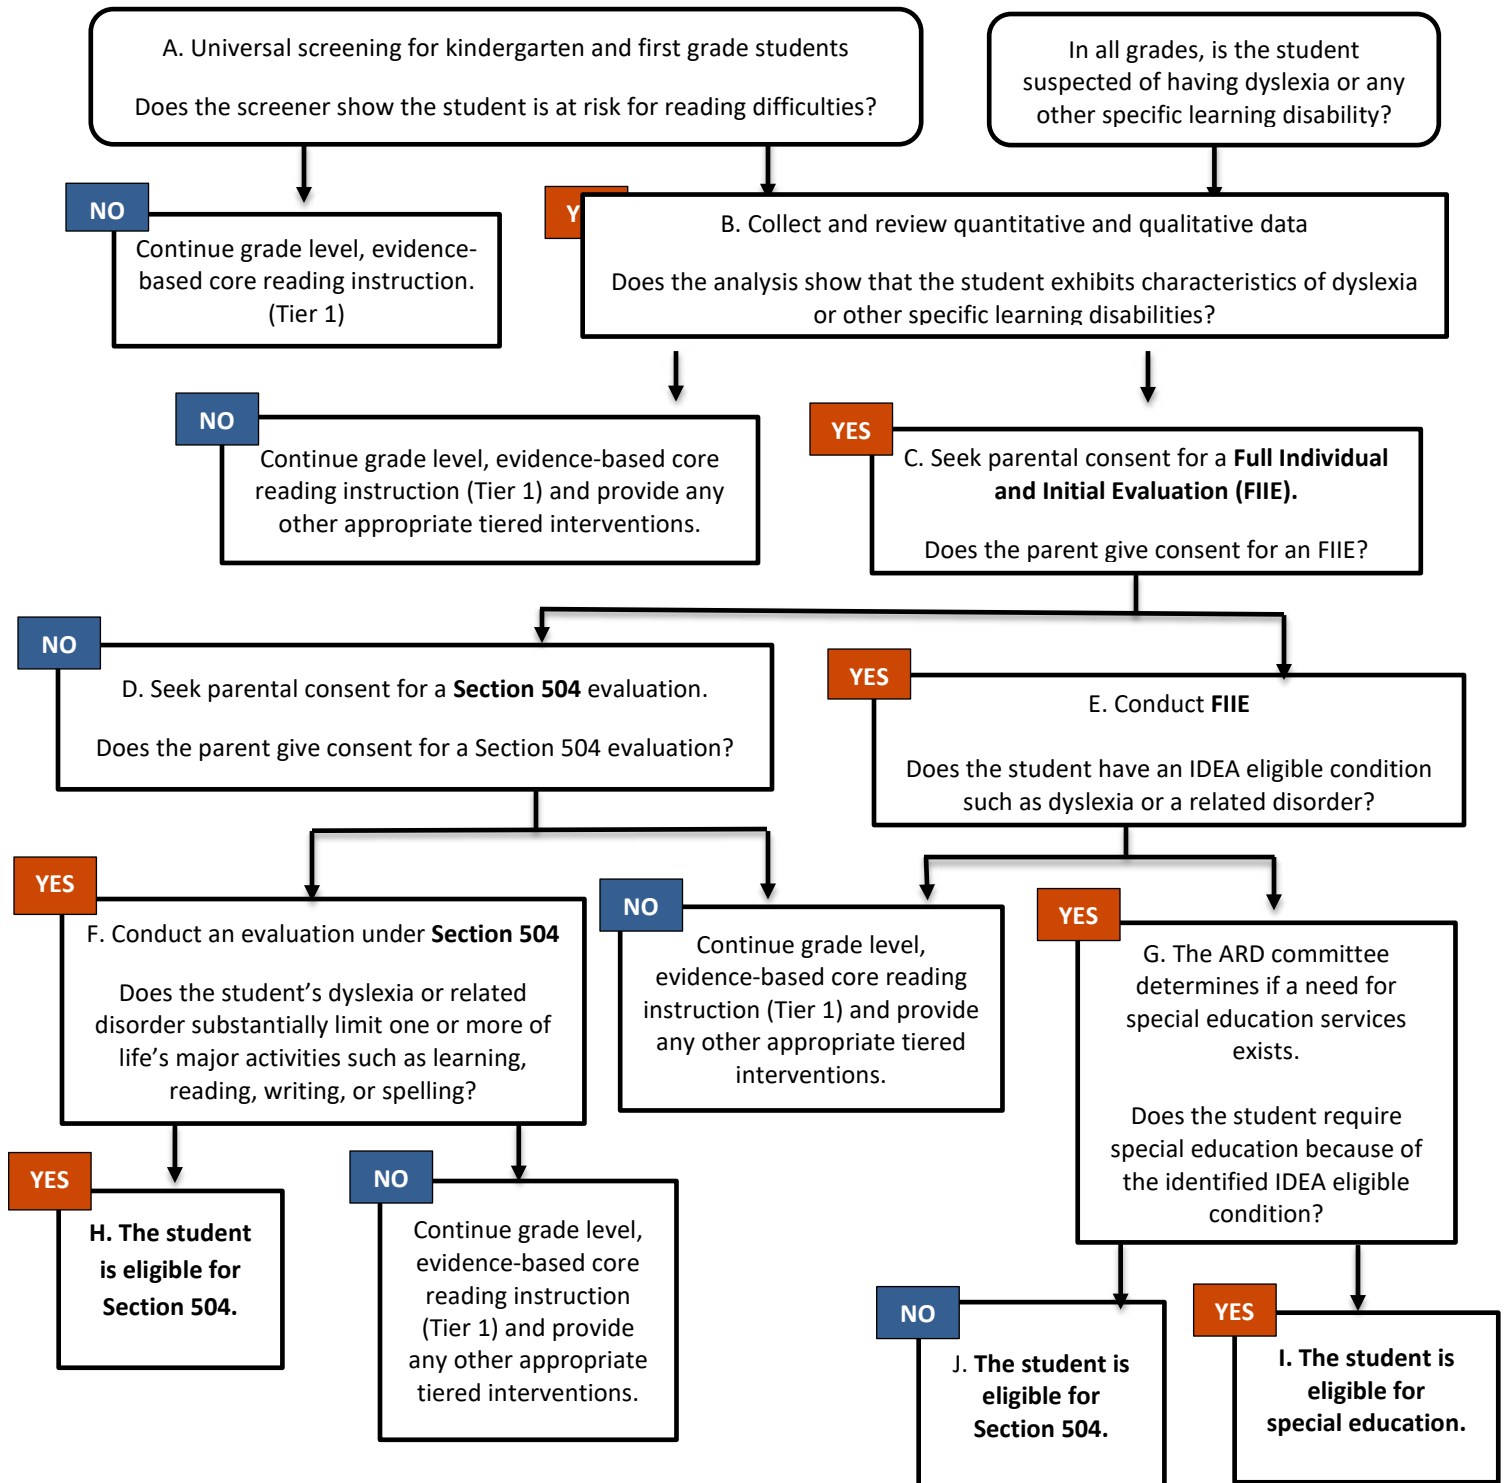 A. Universal screening for kindergarten and first grade students
Does the screener show the student is at risk for reading difficulties?
In all grades, is the student
suspected of having dyslexia or any
other specific learning disability?
NO
Continue grade level, evidence-
based core reading instruction.
(Tier 1)
Y
B. Collect and review quantitative and qualitative data
Does the analysis show that the student exhibits characteristics of dyslexia
or other specific learning disabilities?
NO
Continue grade level, evidence-based core
reading instruction (Tier 1) and provide any
other appropriate tiered interventions.
YES
C. Seek parental consent for a Full Individual
and Initial Evaluation (FIIE).
Does the parent give consent for an FIIE?
NO
D. Seek parental consent for a Section 504 evaluation.
Does the parent give consent for a Section 504 evaluation?
YES
E. Conduct FIIE
Does the student have an IDEA eligible condition
such as dyslexia or a related disorder?
YES
F. Conduct an evaluation under Section 504
Does the student’s dyslexia or related
disorder substantially limit one or more of
life’s major activities such as learning,
reading, writing, or spelling?
NO
Continue grade level,
evidence-based core reading
instruction (Tier 1) and provide
any other appropriate tiered
interventions.
YES
G. The ARD committee
determines if a need for
special education services
exists.
Does the student require
special education because of
the identified IDEA eligible
condition?
YES
H. The student
is eligible for
Section 504.
NO
Continue grade level,
evidence-based core
reading instruction
(Tier 1) and provide
any other appropriate
tiered interventions.
NO
J. The student is
eligible for
Section 504.
YES
I. The student is
eligible for
special education.